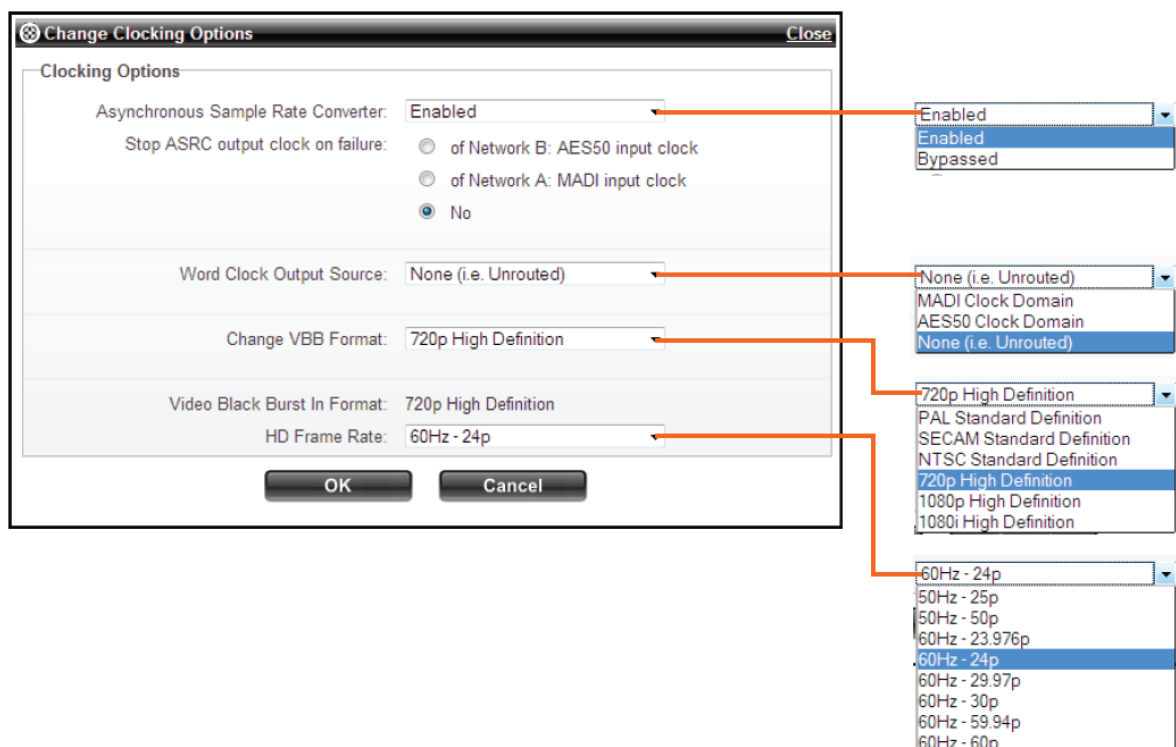 Change Clocking Options Close
Clocking Options
Asynchronous Sample Rate Converter: Enabled
Stop ASRC output clock on failure: of Network B: AES50 input clock
of Network A: MADI input clock
No
Word Clock Output Source: None (i.e. Unrouted)
Change VBB Format: 720p High Definition
Video Black Burst In Format: 720p High Definition
HD Frame Rate: 60Hz - 24p
OK Cancel
Enabled
Enabled
Bypassed
None (i.e. Unrouted)
MADI Clock Domain
AES50 Clock Domain
None (i.e. Unrouted)
720p High Definition
PAL Standard Definition
SECAM Standard Definition
NTSC Standard Definition
720p High Definition
1080p High Definition
1080i High Definition
60Hz - 24p
50Hz - 25p
50Hz - 50p
60Hz - 23.976p
60Hz - 24p
60Hz - 29.97p
60Hz - 30p
60Hz - 59.94p
60Hz - 60p